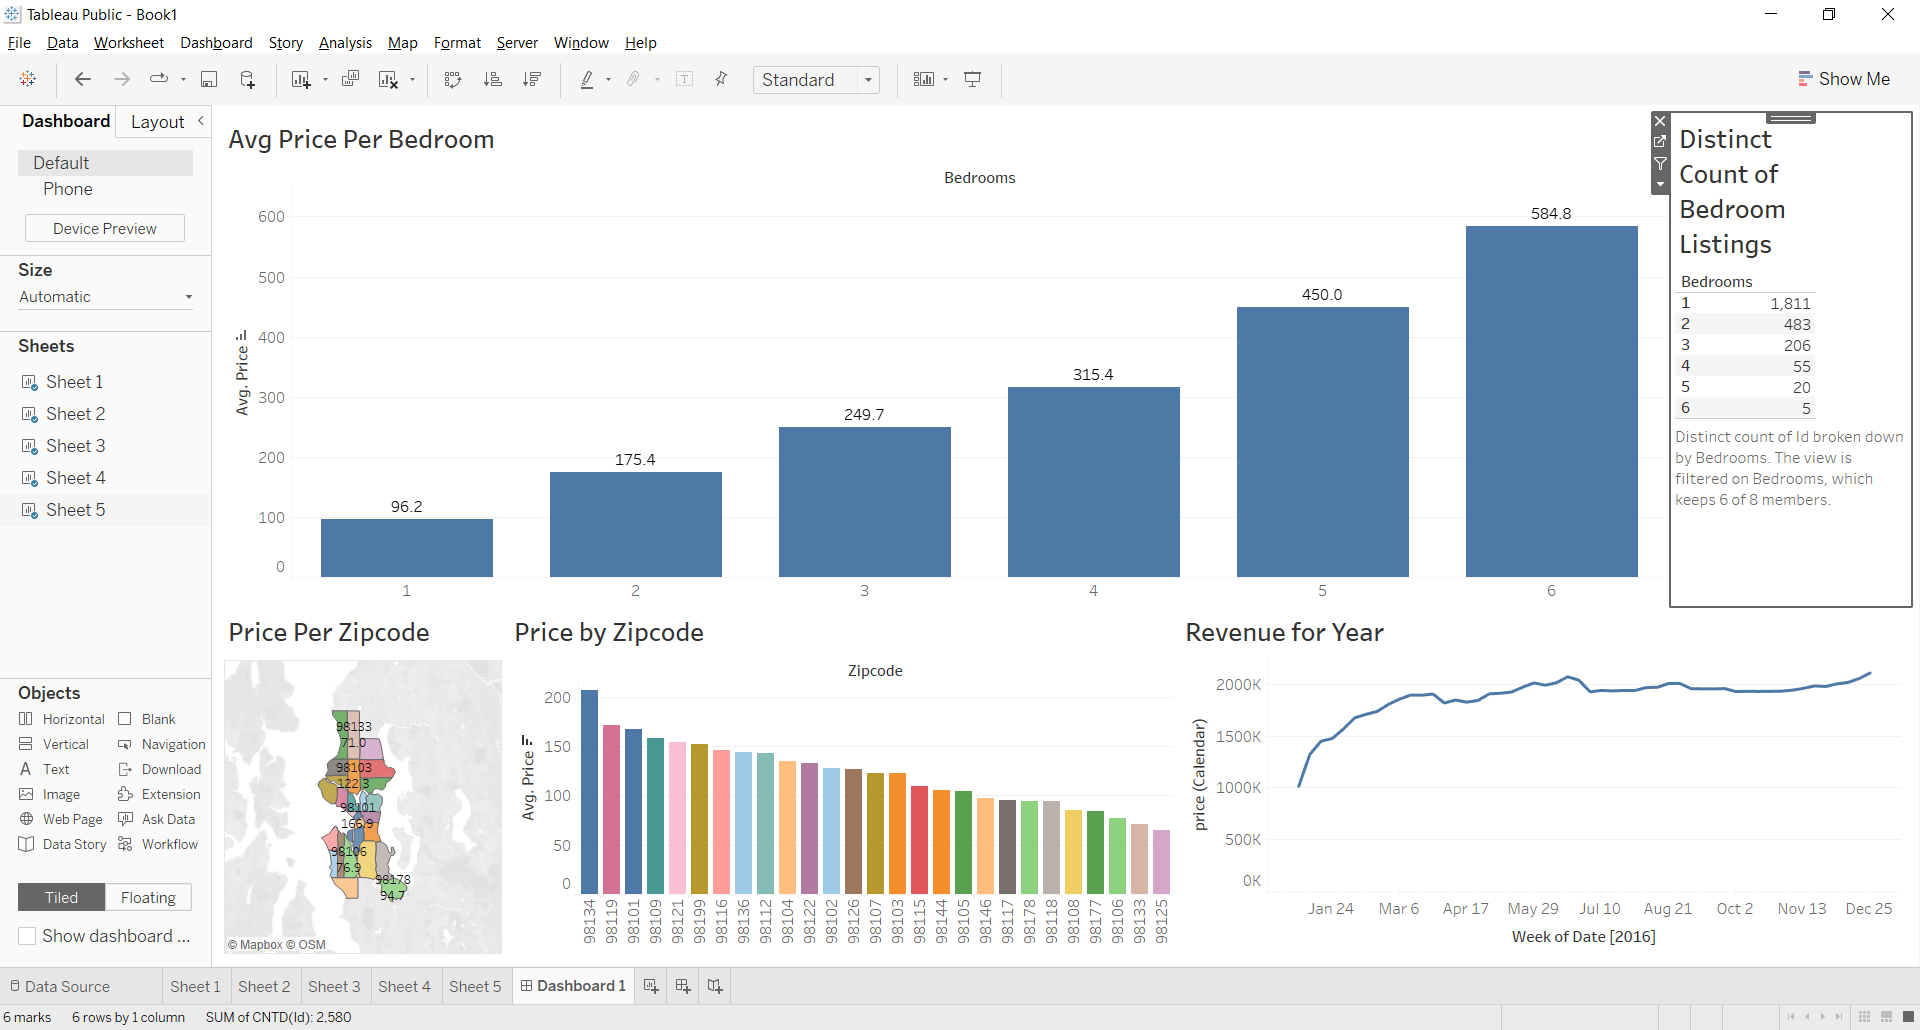 Tableau Public - Book1
File Data Worksheet Dashboard Story Analysis Map Format Server Window Help
Standard
Show Me
Dashboard Layout
Default
Phone
Device Preview
Size
Automatic
Sheets
Sheet 1
Sheet 2
Sheet 3
Sheet 4
Sheet 5
Objects
Horizontal Blank
Vertical Navigation
Text Download
Image Extension
Web Page Ask Data
Data Story Workflow
Tiled Floating
Show dashboard ...
Avg Price Per Bedroom
Bedrooms
Avg. Price
600
500
400
300
200
100
0
96.2
175.4
249.7
315.4
450.0
584.8
1 2 3 4 5 6
Distinct
Count of
Bedroom
Listings
Bedrooms
1 1,811
2 483
3 206
4 55
5 20
6 5
Distinct count of Id broken down
by Bedrooms. The view is
filtered on Bedrooms, which
keeps 6 of 8 members.
Price Per Zipcode
98133
71.0
98103
122.3
98101
166.9
98106
76.9
98178
94.7
© Mapbox © OSM
Price by Zipcode
Zipcode
Avg. Price
200
150
100
50
0
98134
98119
98101
98109
98121
98199
98116
98136
98112
98104
98122
98102
98126
98107
98103
98115
98144
98105
98146
98117
98178
98118
98108
98177
98106
98133
98125
Revenue for Year
price (Calendar)
2000K
1500K
1000K
500K
0K
Jan 24 Mar 6 Apr 17 May 29 Jul 10 Aug 21 Oct 2 Nov 13 Dec 25
Week of Date [2016]
Data Source Sheet 1 Sheet 2 Sheet 3 Sheet 4 Sheet 5 Dashboard 1
6 marks 6 rows by 1 column SUM of CNTD(Id): 2,580